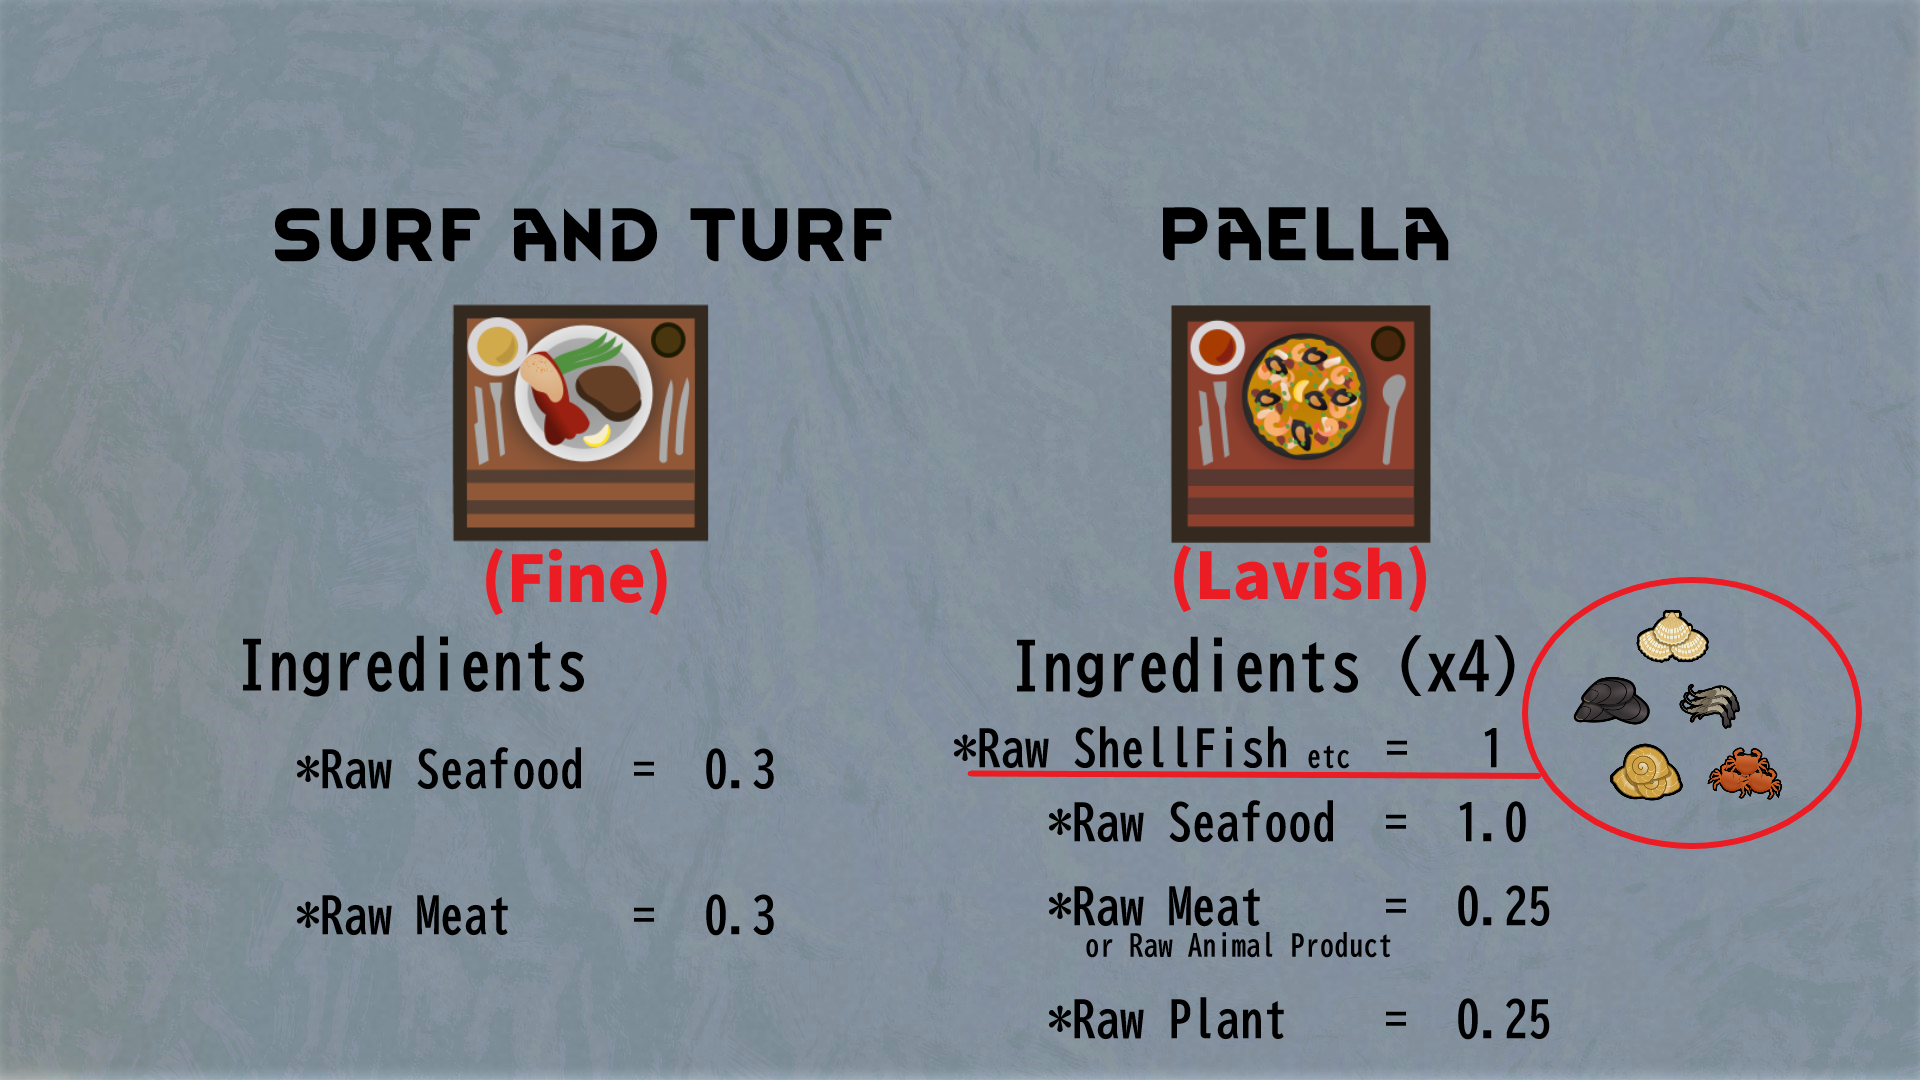 SURF AND TURF
(Fine)
Ingredients
*Raw Seafood = 0.3
*Raw Meat = 0.3
PAELLA
(Lavish)
Ingredients (x4)
*Raw ShellFish etc = 1
*Raw Seafood = 1.0
*Raw Meat = 0.25
or Raw Animal Product
*Raw Plant = 0.25